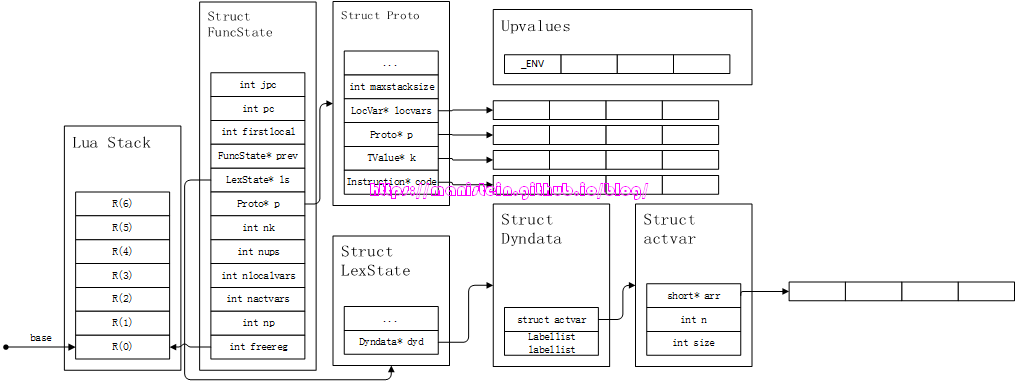 Struct
FuncState
int jpc
int pc
int firstlocal
FuncState* prev
LexState* ls
Proto* p
int nk
int nups
int nlocalvars
int nactvars
int np
int freereg
Struct Proto
...
int maxstacksize
LocVar* locvars
Proto* p
TValue* k
Instruction* code
Upvalues
_ENV
Lua Stack
R(6)
R(5)
R(4)
R(3)
R(2)
R(1)
R(0)
base
https://manistein.github.io/blog/
Struct
LexState
...
Dyndata* dyd
Struct
Dyndata
struct actvar
Labellist
labellist
Struct
actvar
short* arr
int n
int size